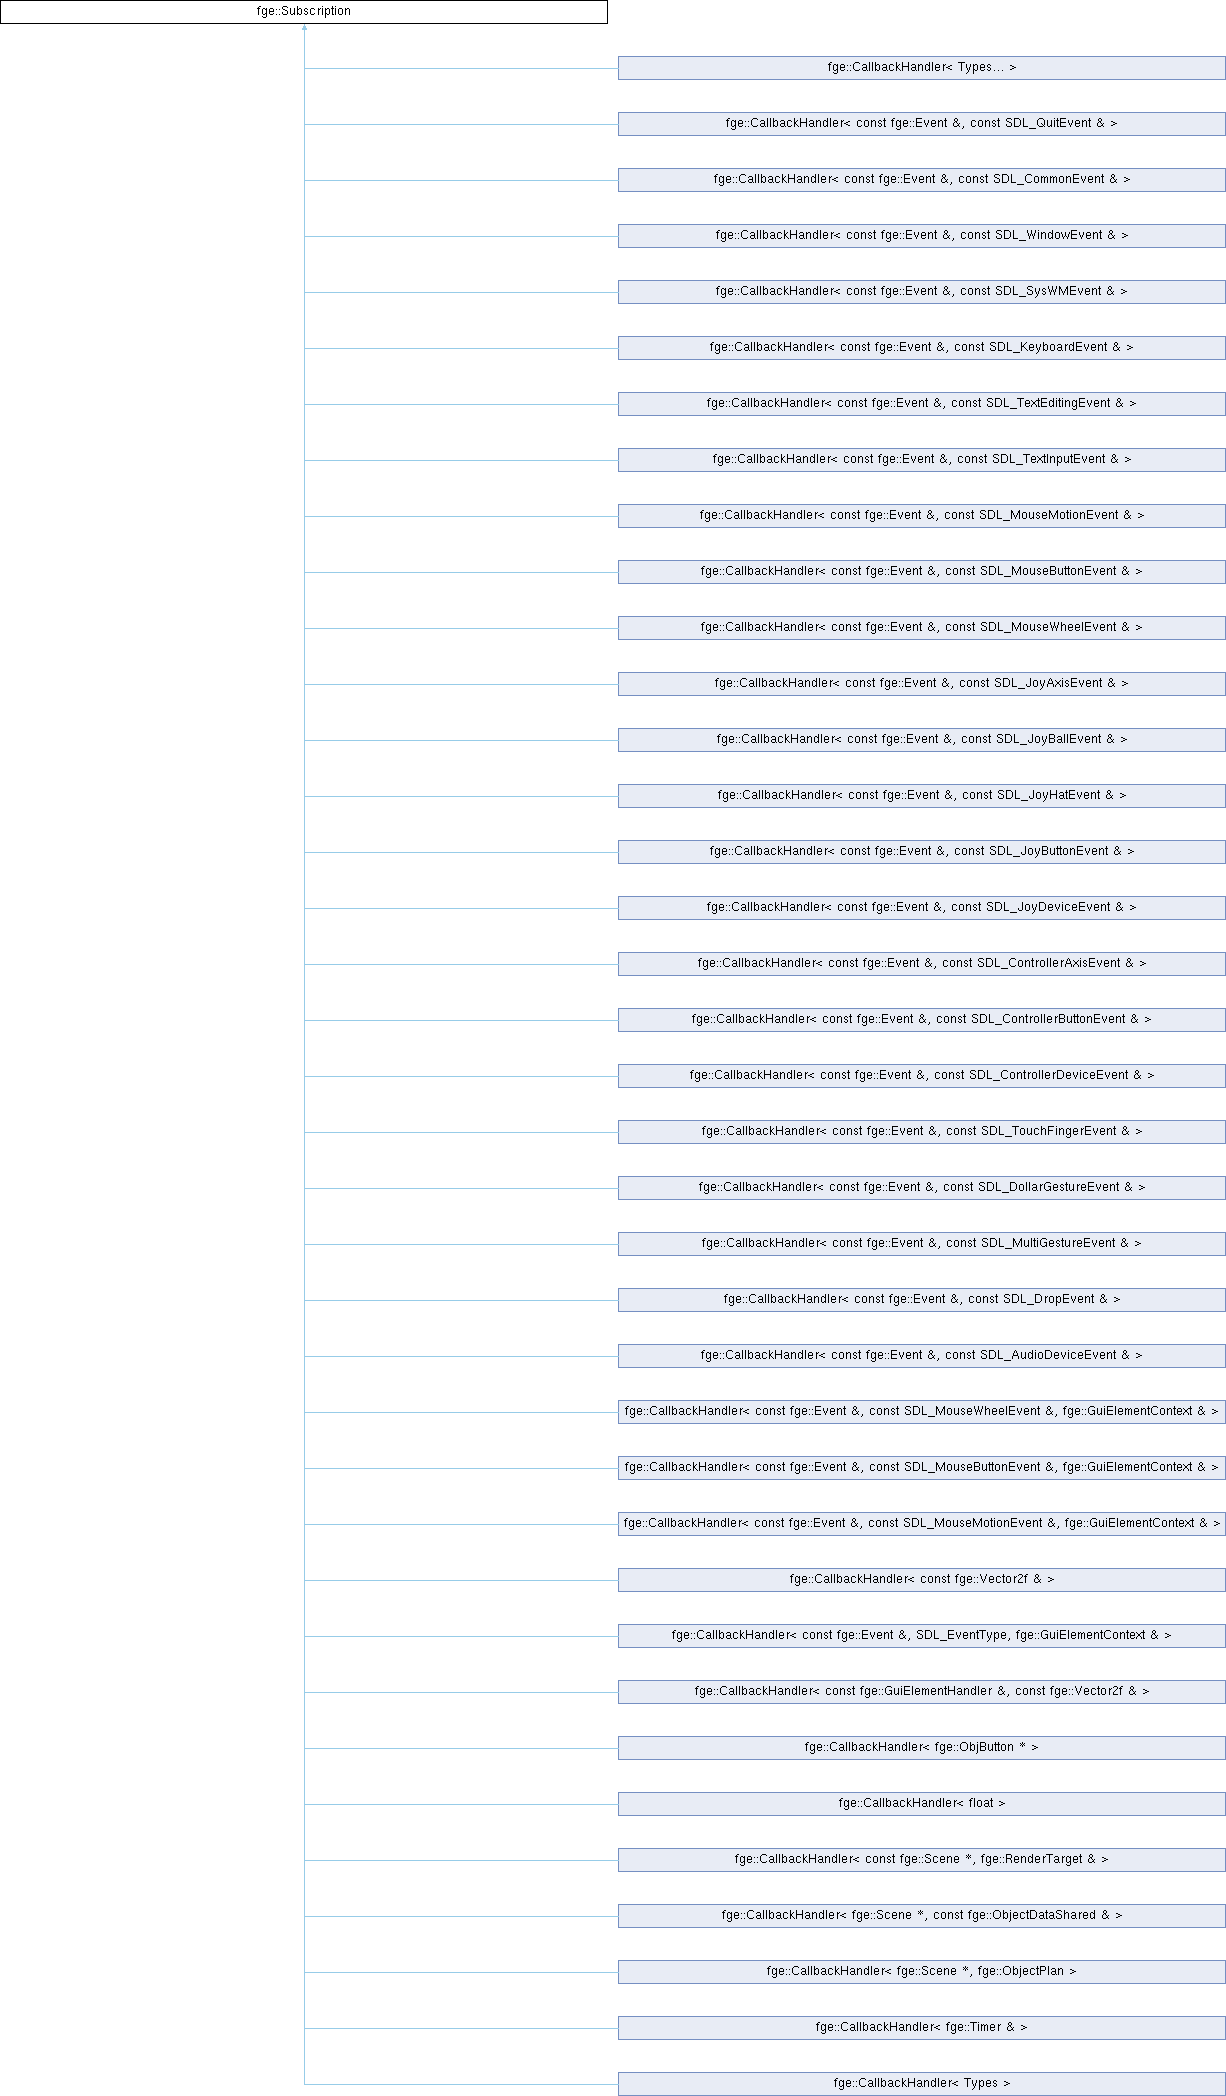 fge::Subscription
fge::CallbackHandler< Types... >
fge::CallbackHandler< const fge::Event &, const SDL_QuitEvent & >
fge::CallbackHandler< const fge::Event &, const SDL_CommonEvent & >
fge::CallbackHandler< const fge::Event &, const SDL_WindowEvent & >
fge::CallbackHandler< const fge::Event &, const SDL_SysWMEvent & >
fge::CallbackHandler< const fge::Event &, const SDL_KeyboardEvent & >
fge::CallbackHandler< const fge::Event &, const SDL_TextEditingEvent & >
fge::CallbackHandler< const fge::Event &, const SDL_TextInputEvent & >
fge::CallbackHandler< const fge::Event &, const SDL_MouseMotionEvent & >
fge::CallbackHandler< const fge::Event &, const SDL_MouseButtonEvent & >
fge::CallbackHandler< const fge::Event &, const SDL_MouseWheelEvent & >
fge::CallbackHandler< const fge::Event &, const SDL_JoyAxisEvent & >
fge::CallbackHandler< const fge::Event &, const SDL_JoyBallEvent & >
fge::CallbackHandler< const fge::Event &, const SDL_JoyHatEvent & >
fge::CallbackHandler< const fge::Event &, const SDL_JoyButtonEvent & >
fge::CallbackHandler< const fge::Event &, const SDL_JoyDeviceEvent & >
fge::CallbackHandler< const fge::Event &, const SDL_ControllerAxisEvent & >
fge::CallbackHandler< const fge::Event &, const SDL_ControllerButtonEvent & >
fge::CallbackHandler< const fge::Event &, const SDL_ControllerDeviceEvent & >
fge::CallbackHandler< const fge::Event &, const SDL_TouchFingerEvent & >
fge::CallbackHandler< const fge::Event &, const SDL_DollarGestureEvent & >
fge::CallbackHandler< const fge::Event &, const SDL_MultiGestureEvent & >
fge::CallbackHandler< const fge::Event &, const SDL_DropEvent & >
fge::CallbackHandler< const fge::Event &, const SDL_AudioDeviceEvent & >
fge::CallbackHandler< const fge::Event &, const SDL_MouseWheelEvent &, fge::GuiElementContext & >
fge::CallbackHandler< const fge::Event &, const SDL_MouseButtonEvent &, fge::GuiElementContext & >
fge::CallbackHandler< const fge::Event &, const SDL_MouseMotionEvent &, fge::GuiElementContext & >
fge::CallbackHandler< const fge::Vector2f & >
fge::CallbackHandler< const fge::Event &, SDL_EventType, fge::GuiElementContext & >
fge::CallbackHandler< const fge::GuiElementHandler &, const fge::Vector2f & >
fge::CallbackHandler< fge::ObjButton * >
fge::CallbackHandler< float >
fge::CallbackHandler< const fge::Scene *, fge::RenderTarget & >
fge::CallbackHandler< fge::Scene *, const fge::ObjectDataShared & >
fge::CallbackHandler< fge::Scene *, fge::ObjectPlan >
fge::CallbackHandler< fge::Timer & >
fge::CallbackHandler< Types >